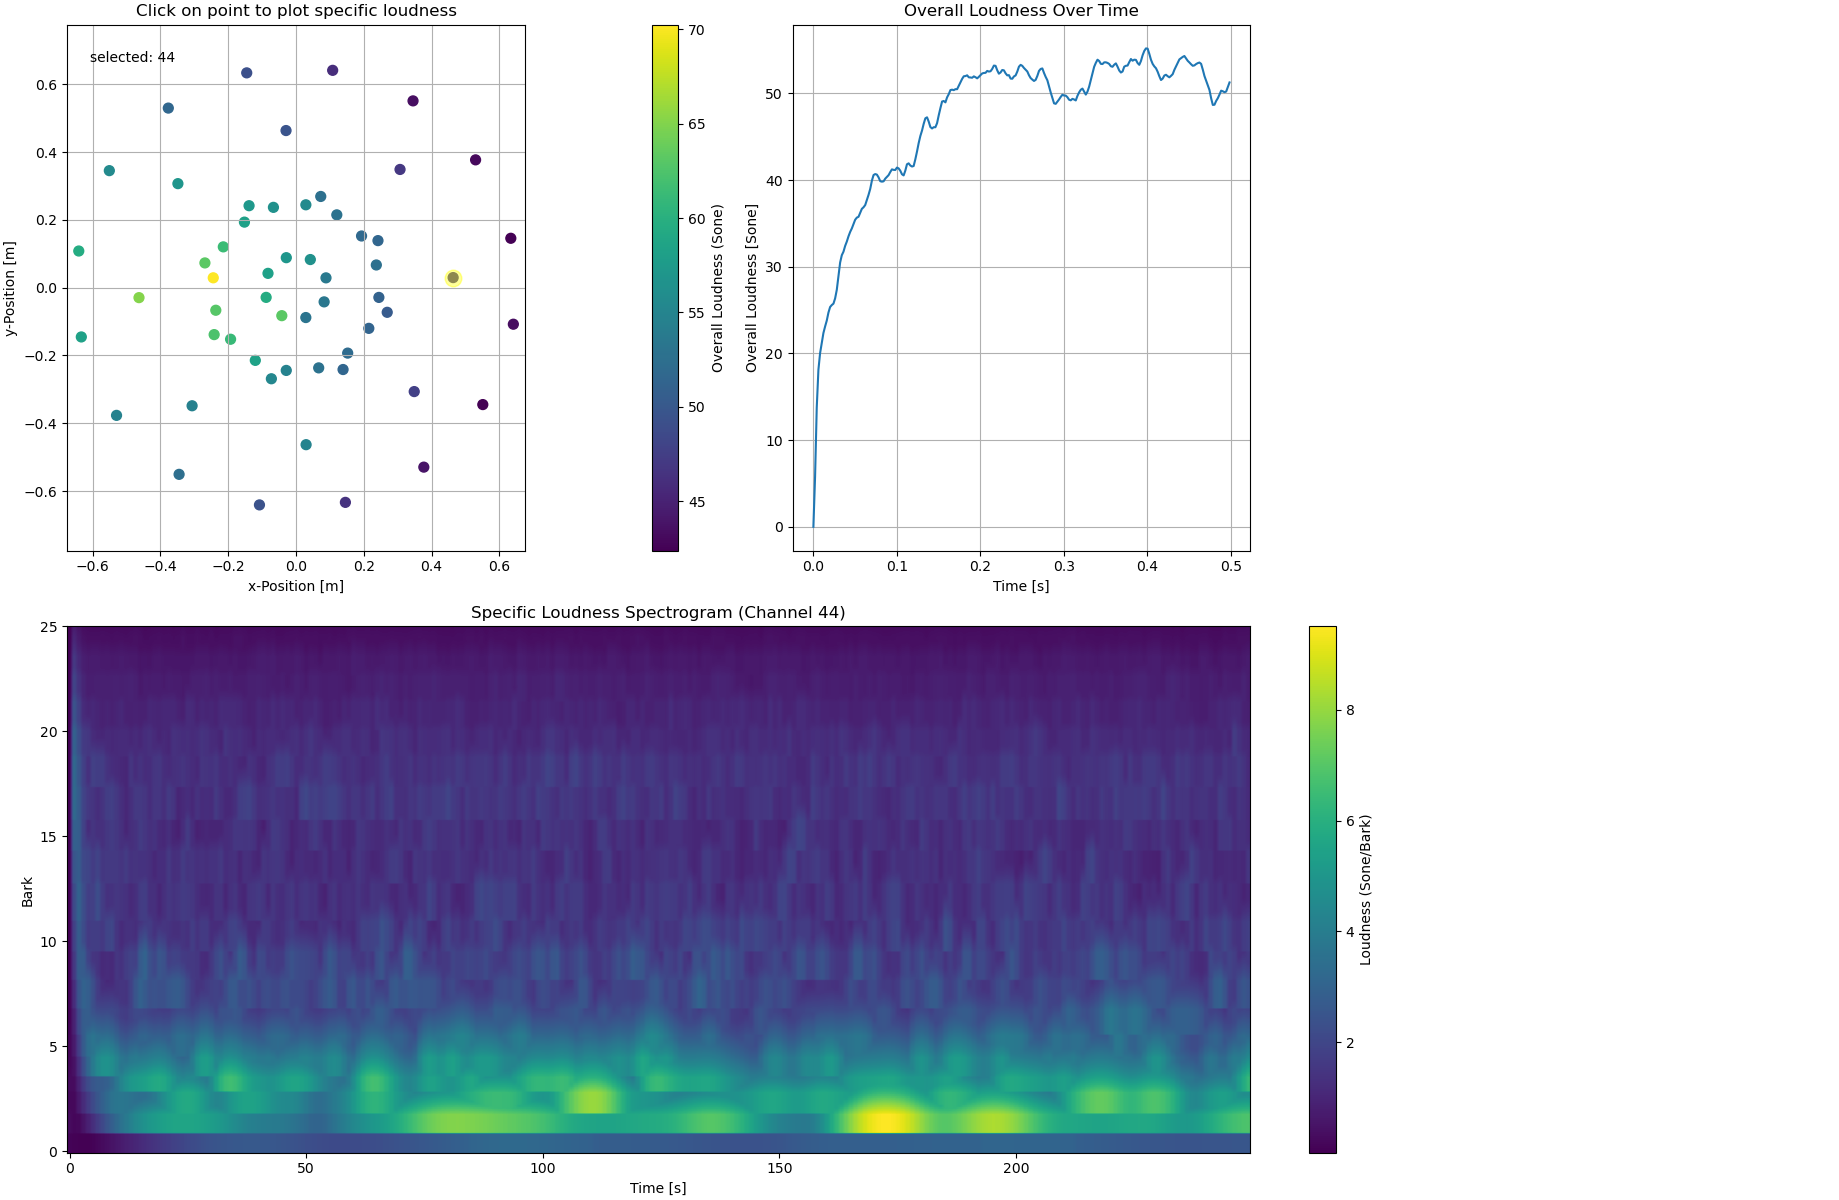 Click on point to plot specific loudness
selected: 44
0.6
0.4
0.2
0.0
−0.2
−0.4
−0.6
y-Position [m]
−0.6 −0.4 −0.2 0.0 0.2 0.4 0.6
x-Position [m]
70
65
60
55
50
45
Overall Loudness (Sone)
Overall Loudness Over Time
50
40
30
20
10
0
Overall Loudness [Sone]
0.0 0.1 0.2 0.3 0.4 0.5
Time [s]
Specific Loudness Spectrogram (Channel 44)
25
20
15
10
5
0
Bark
0 50 100 150 200
Time [s]
8
6
4
2
Loudness (Sone/Bark)